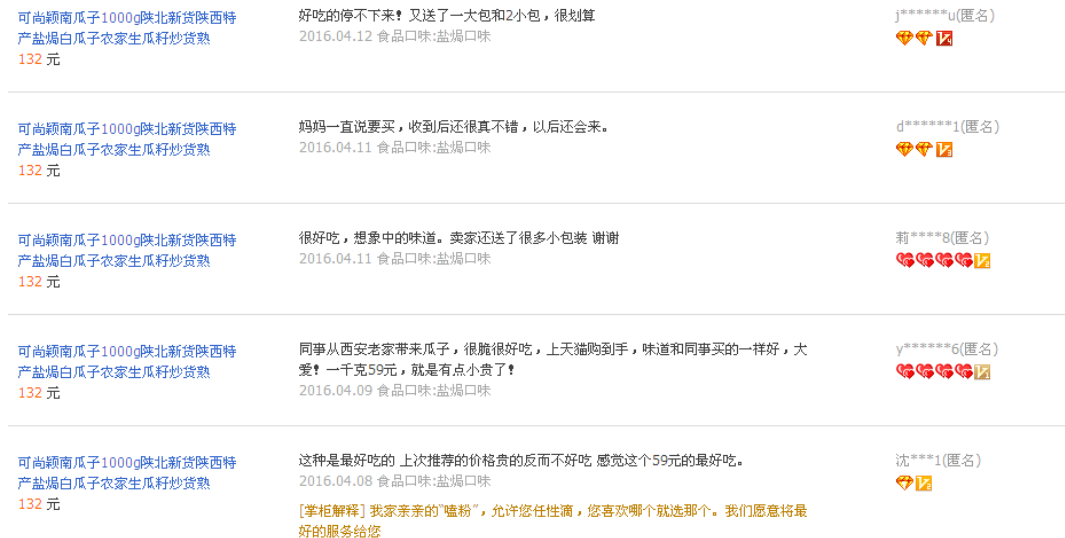 可尚颖南瓜子1000g陕北新货陕西特
产盐焗白瓜子农家生瓜籽炒货熟
132 元
好吃的停不下来！又送了一大包和2小包，很划算
2016.04.12 食品口味:盐焗口味
j******u(匿名)
可尚颖南瓜子1000g陕北新货陕西特
产盐焗白瓜子农家生瓜籽炒货熟
132 元
妈妈一直说要买，收到后还很真不错，以后还会来。
2016.04.11 食品口味:盐焗口味
d******1(匿名)
可尚颖南瓜子1000g陕北新货陕西特
产盐焗白瓜子农家生瓜籽炒货熟
132 元
很好吃，想象中的味道。卖家还送了很多小包装 谢谢
2016.04.11 食品口味:盐焗口味
莉****8(匿名)
可尚颖南瓜子1000g陕北新货陕西特
产盐焗白瓜子农家生瓜籽炒货熟
132 元
同事从西安老家带来瓜子，很脆很好吃，上天猫购到手，味道和同事买的一样好，大
爱！一千克59元，就是有点小贵了！
2016.04.09 食品口味:盐焗口味
y******6(匿名)
可尚颖南瓜子1000g陕北新货陕西特
产盐焗白瓜子农家生瓜籽炒货熟
132 元
这种是最好吃的 上次推荐的价格贵的反而不好吃 感觉这个59元的最好吃。
2016.04.08 食品口味:盐焗口味
[掌柜解释] 我家亲亲的“嗑粉”，允许您任性滴，您喜欢哪个就选那个。我们愿意将最
好的服务给您
沈***1(匿名)